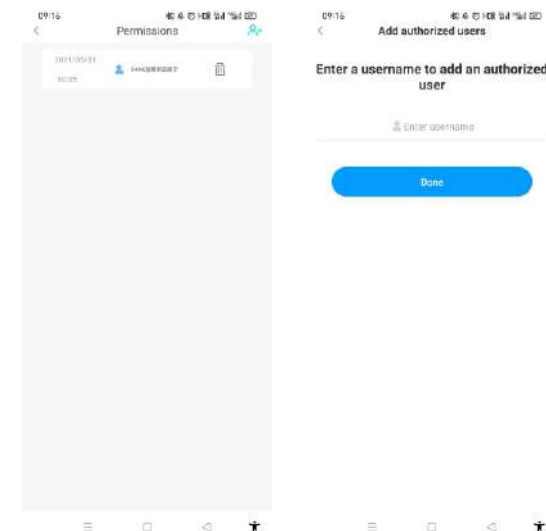 09:16
Permissions
2021/05/31
10:05
09:16
Add authorized users
Enter a username to add an authorized
user
Enter username
Done